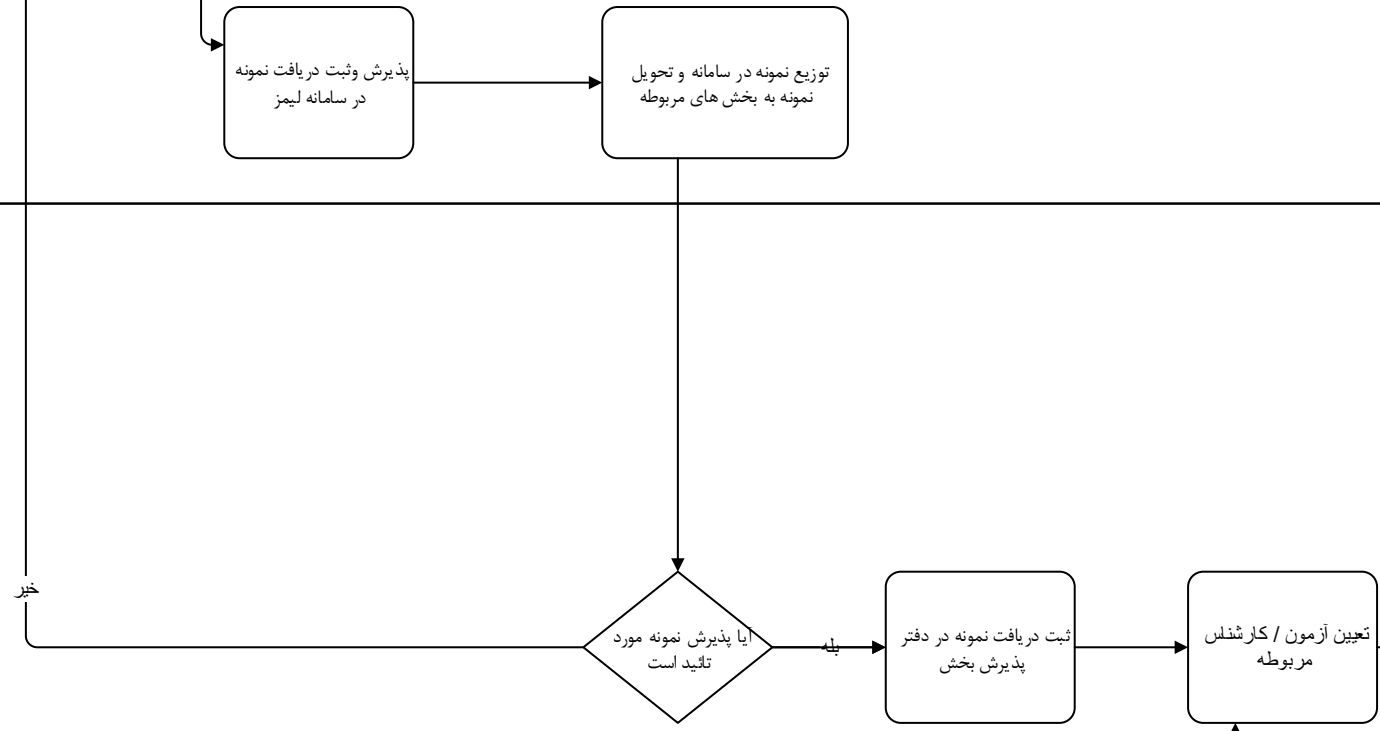 پذیرش وثبت دریافت نمونه
در سامانه لیمز
توزیع نمونه در سامانه و تحویل
نمونه به بخش های مربوطه
خیر
آیا پذیرش نمونه مورد
تائید است
بله
ثبت دریافت نمونه در دفتر
پذیرش بخش
تعیین آزمون / کارشناس
مربوطه